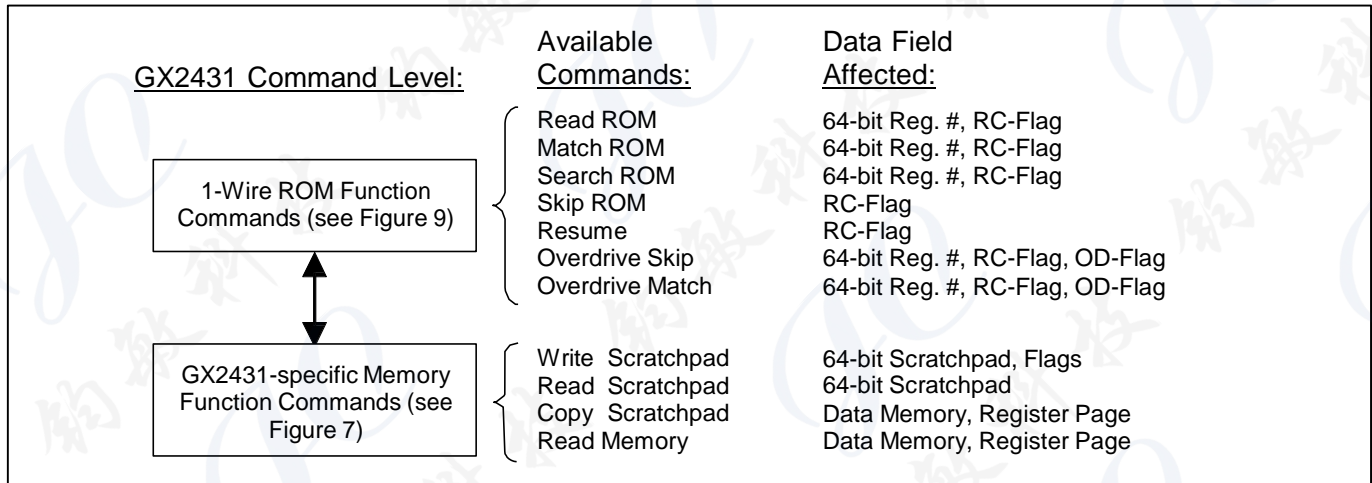 GX2431 Command Level:
Available
Commands:
Data Field
Affected:
1-Wire ROM Function
Commands (see Figure 9)
Read ROM 64-bit Reg. #, RC-Flag
Match ROM 64-bit Reg. #, RC-Flag
Search ROM 64-bit Reg. #, RC-Flag
Skip ROM RC-Flag
Resume RC-Flag
Overdrive Skip 64-bit Reg. #, RC-Flag, OD-Flag
Overdrive Match 64-bit Reg. #, RC-Flag, OD-Flag
GX2431-specific Memory
Function Commands (see
Figure 7)
Write Scratchpad 64-bit Scratchpad, Flags
Read Scratchpad 64-bit Scratchpad
Copy Scratchpad Data Memory, Register Page
Read Memory Data Memory, Register Page